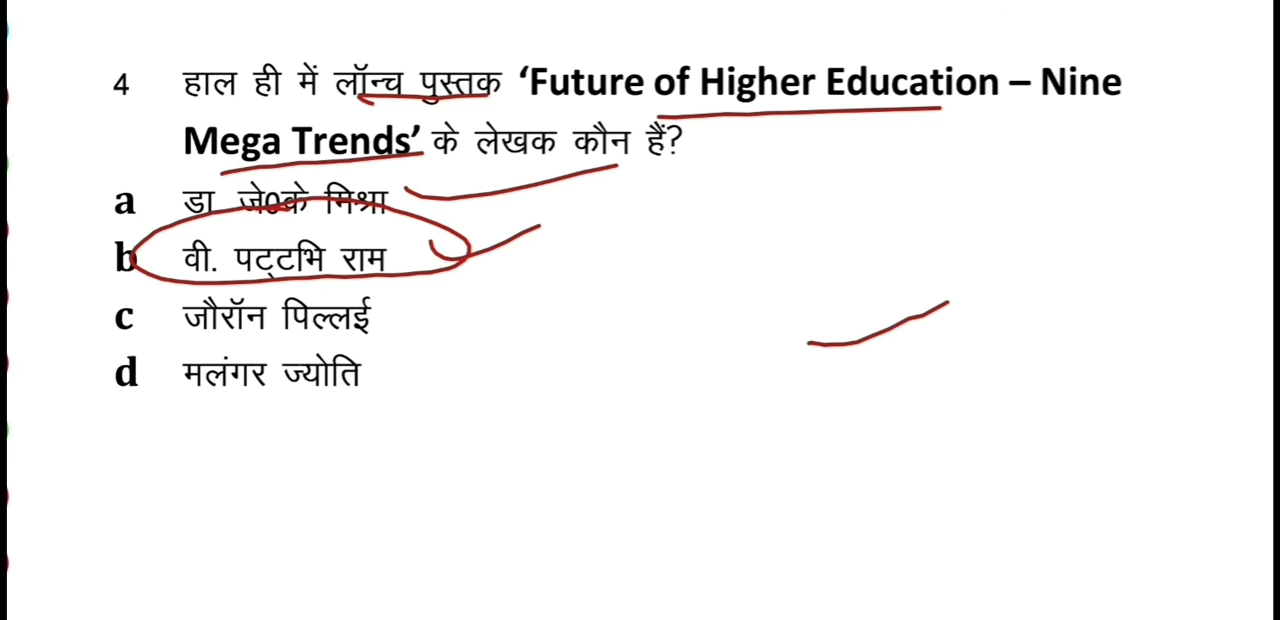 4 हाल ही में लॉन्च पुस्तक ‘Future of Higher Education – Nine
Mega Trends’ के लेखक कौन हैं?
a डा जे0के मिश्रा
b वी. पट्टभि राम
c जौरॉन पिल्लई
d मलंगर ज्योति